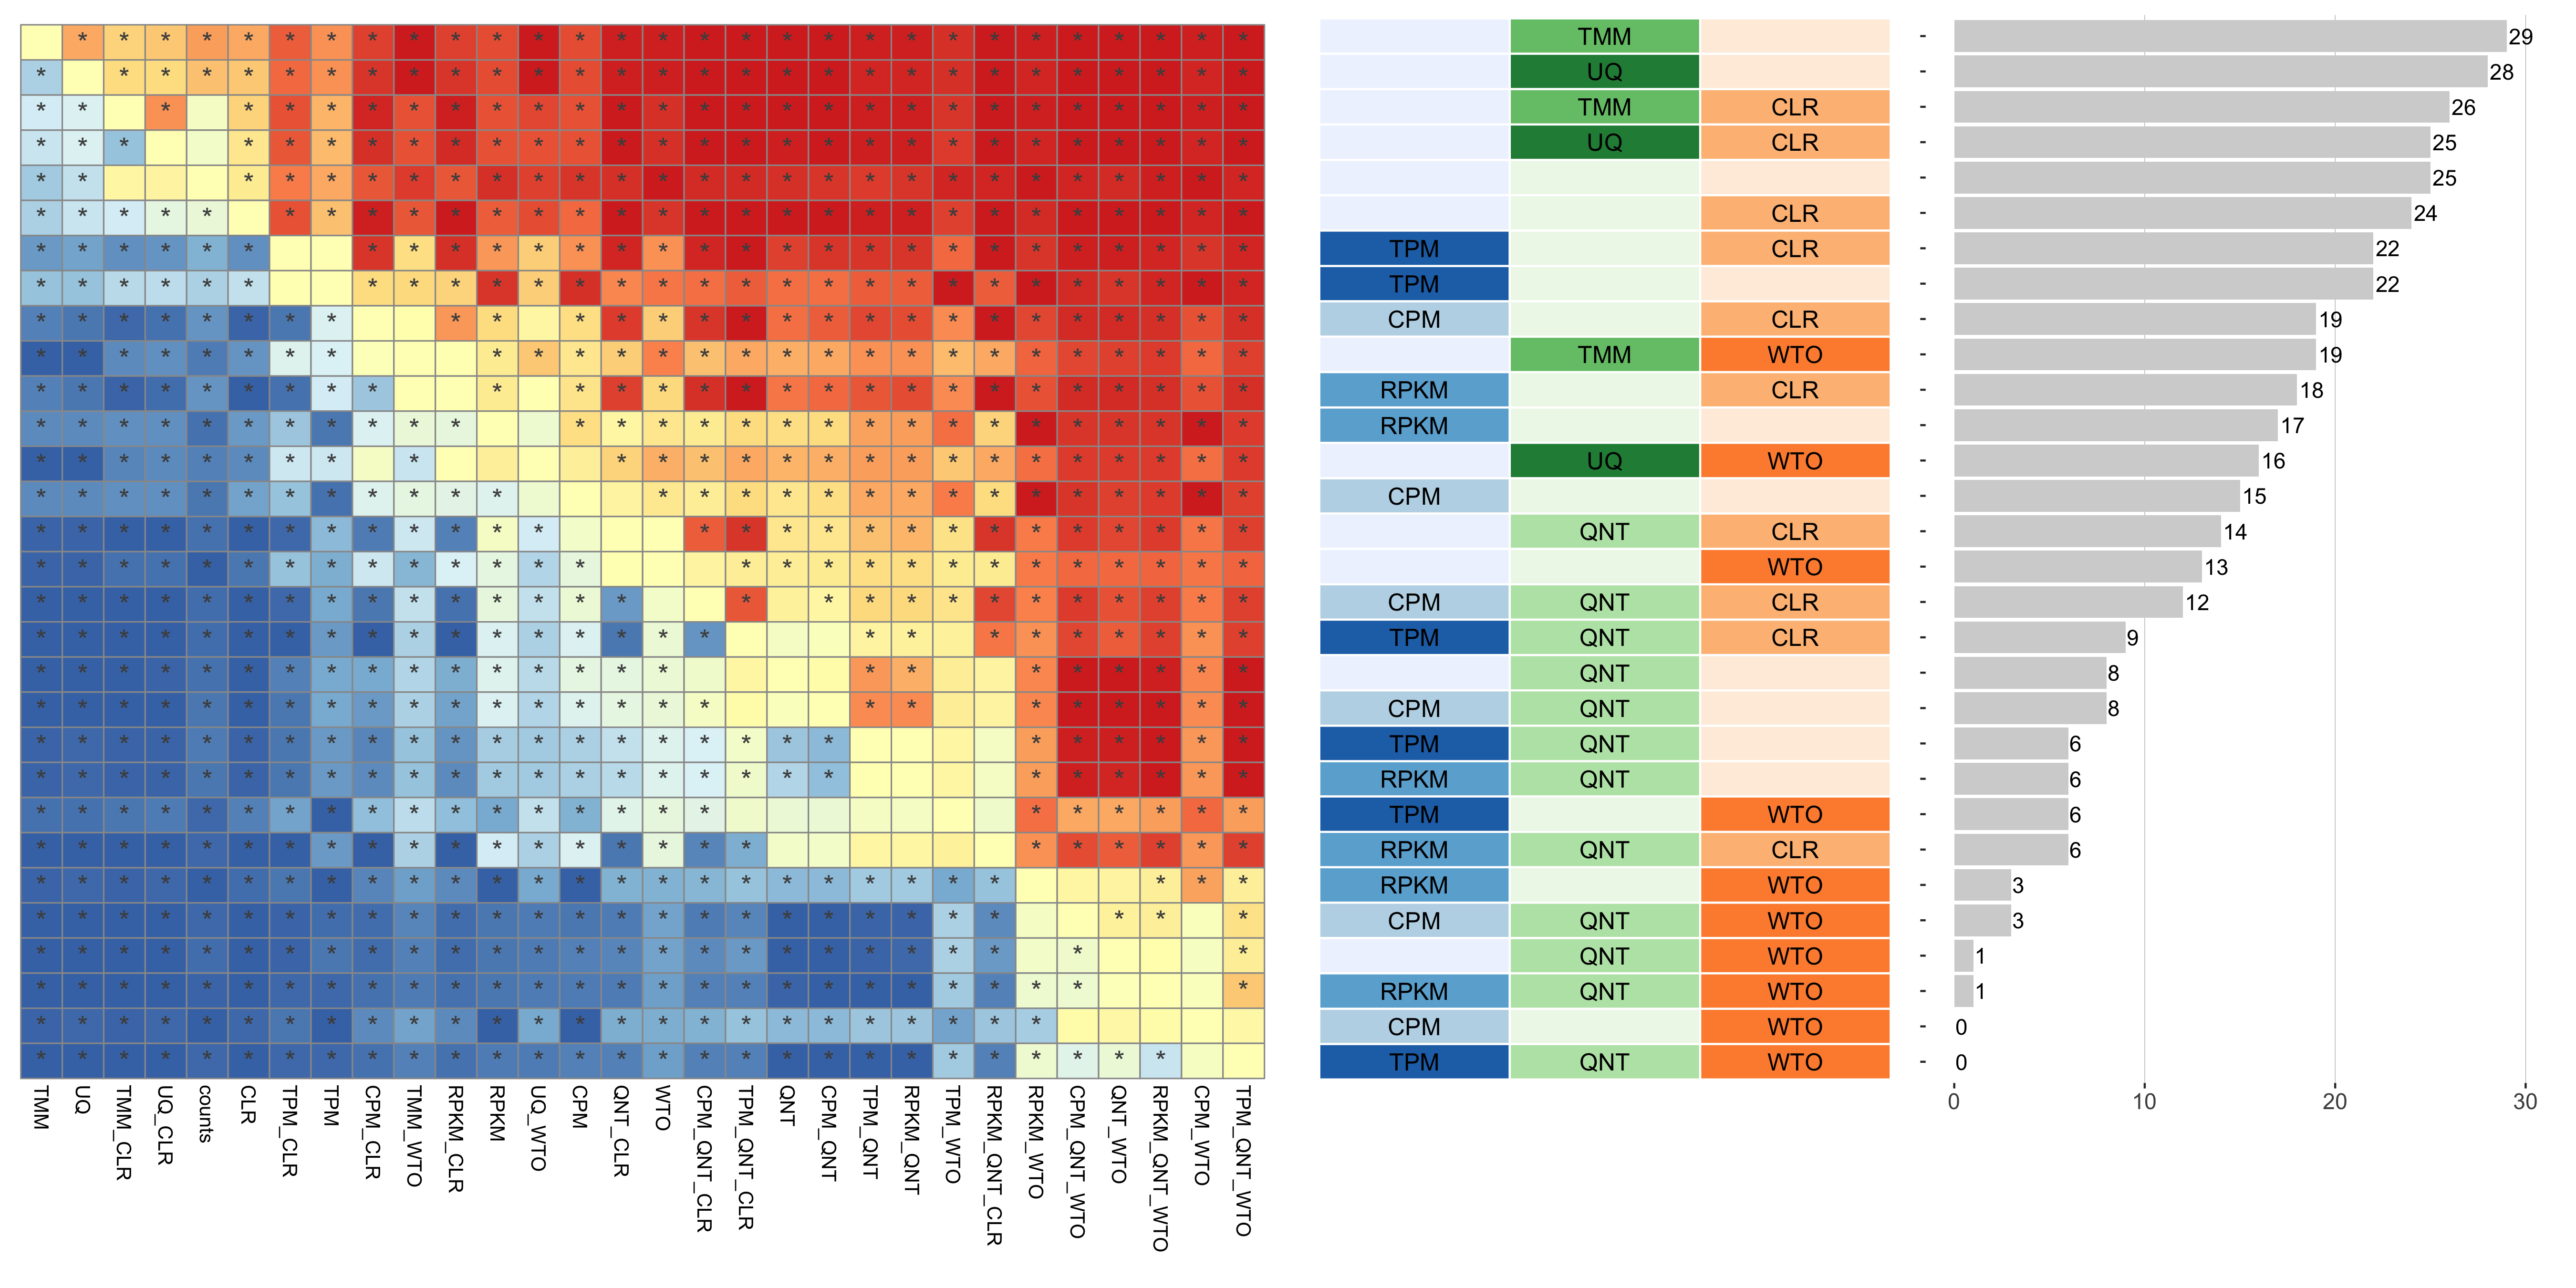 TMM - 29
UQ - 28
TMM CLR - 26
UQ CLR - 25
- 25
CLR - 24
TPM CLR - 22
TPM - 22
CPM CLR - 19
TMM WTO - 19
RPKM CLR - 18
RPKM - 17
UQ WTO - 16
CPM - 15
QNT CLR - 14
WTO - 13
CPM QNT CLR - 12
TPM QNT CLR - 9
QNT - 8
CPM QNT - 8
TPM QNT - 6
RPKM QNT - 6
TPM WTO - 6
RPKM QNT CLR - 6
RPKM WTO - 3
CPM QNT WTO - 3
QNT WTO - 1
RPKM QNT WTO - 1
CPM WTO - 0
TPM QNT WTO - 0
TMM
UQ
TMM_CLR
UQ_CLR
counts
CLR
TPM_CLR
TPM
CPM_CLR
TMM_WTO
RPKM_CLR
RPKM
UQ_WTO
CPM
QNT_CLR
WTO
CPM_QNT_CLR
TPM_QNT_CLR
QNT
CPM_QNT
TPM_QNT
RPKM_QNT
TPM_WTO
RPKM_QNT_CLR
RPKM_WTO
CPM_QNT_WTO
QNT_WTO
RPKM_QNT_WTO
CPM_WTO
TPM_QNT_WTO
0 10 20 30